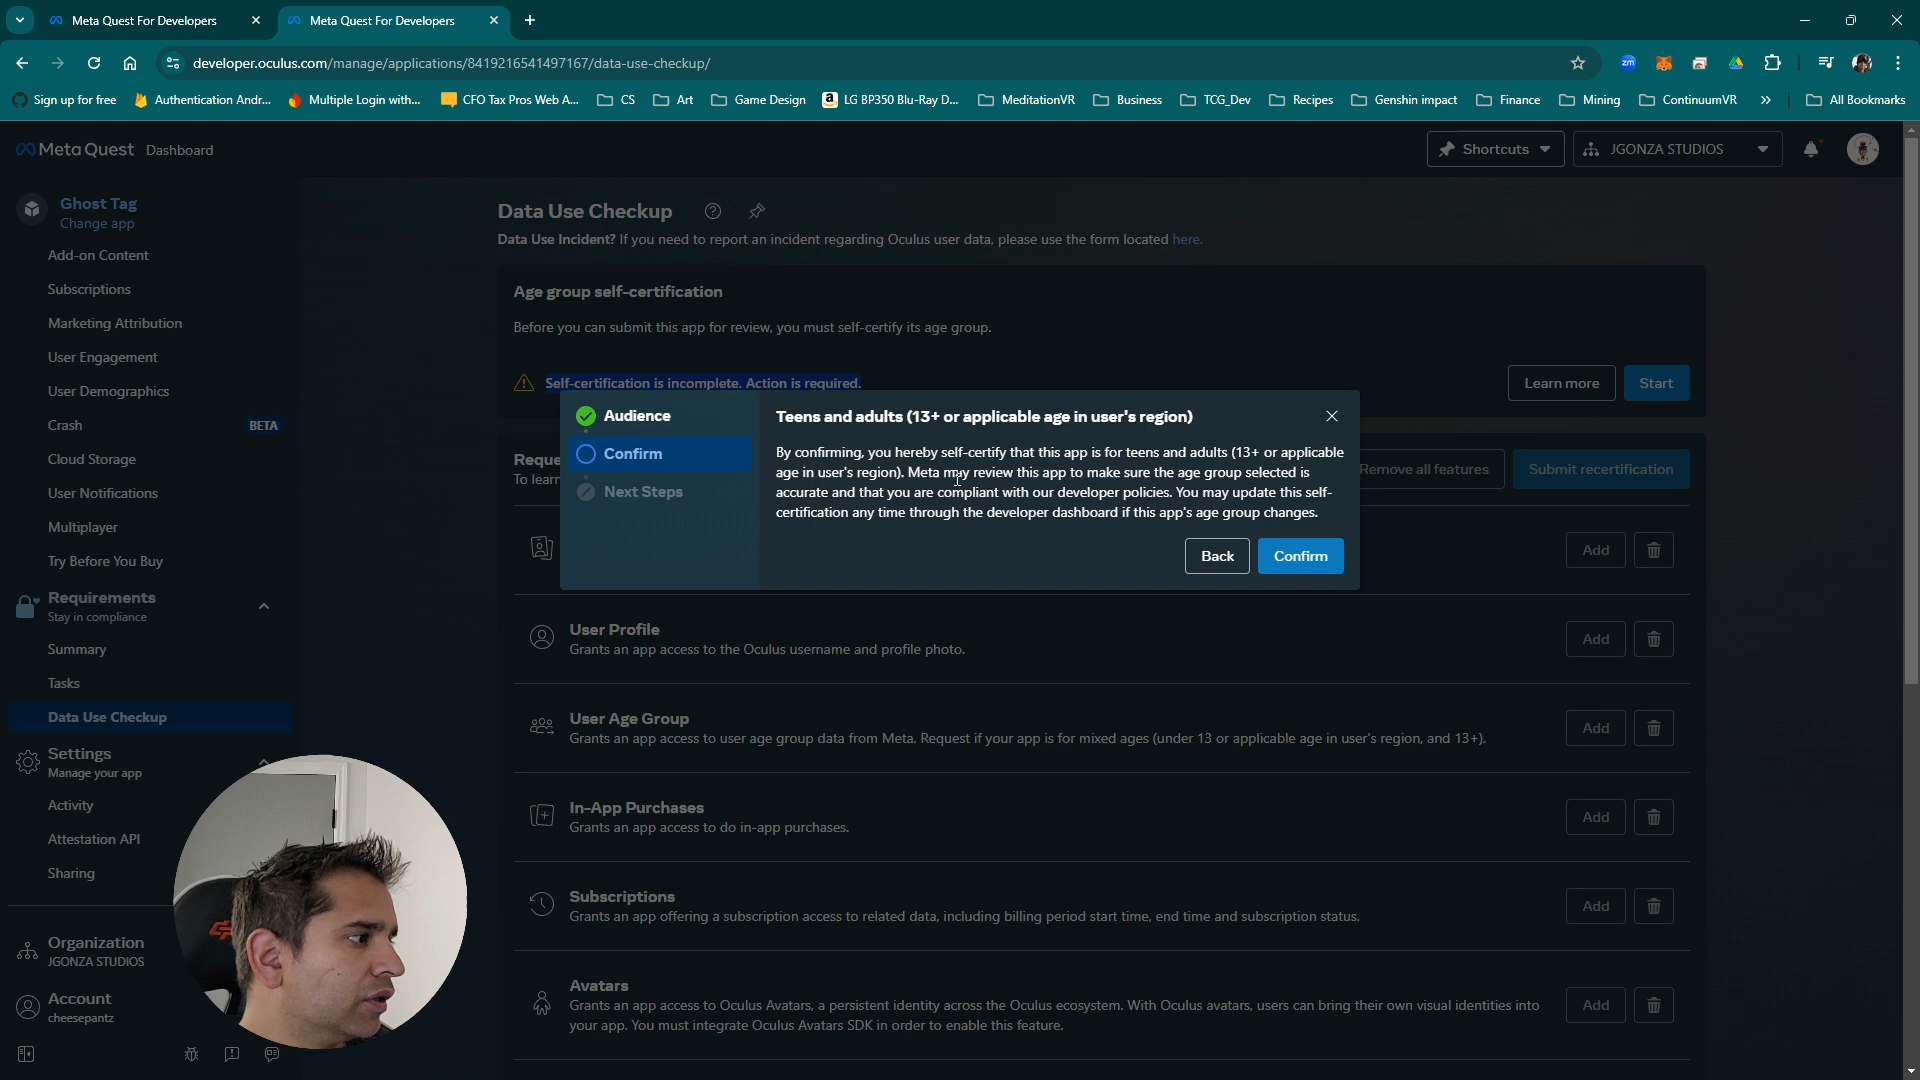 Meta Quest For Developers
Meta Quest For Developers
developer.oculus.com/manage/applications/8419216541497167/data-use-checkup/
zm
Sign up for free
Authentication Andr...
Multiple Login with...
CFO Tax Pros Web A...
CS
Art
Game Design
LG BP350 Blu-Ray D...
MeditationVR
Business
TCG_Dev
Recipes
Genshin impact
Finance
Mining
ContinuumVR
»
All Bookmarks
Meta Quest
Dashboard
Shortcuts
JGONZA STUDIOS
Ghost Tag
Change app
Add-on Content
Subscriptions
Marketing Attribution
User Engagement
User Demographics
Crash
BETA
Cloud Storage
User Notifications
Multiplayer
Try Before You Buy
Requirements
Stay in compliance
Summary
Tasks
Data Use Checkup
Settings
Manage your app
Activity
Attestation API
Sharing
Organization
JGONZA STUDIOS
Account
cheesepantz
Data Use Checkup
Data Use Incident? If you need to report an incident regarding Oculus user data, please use the form located here.
Age group self-certification
Before you can submit this app for review, you must self-certify its age group.
Self-certification is incomplete. Action is required.
Learn more
Start
Reque
To learn
Remove all features
Submit recertification
Audience
Confirm
Next Steps
Teens and adults (13+ or applicable age in user's region)
By confirming, you hereby self-certify that this app is for teens and adults (13+ or applicable
age in user's region). Meta may review this app to make sure the age group selected is
accurate and that you are compliant with our developer policies. You may update this self-
certification any time through the developer dashboard if this app's age group changes.
Back
Confirm
Add
User Profile
Grants an app access to the Oculus username and profile photo.
Add
User Age Group
Grants an app access to user age group data from Meta. Request if your app is for mixed ages (under 13 or applicable age in user's region, and 13+).
Add
In-App Purchases
Grants an app access to do in-app purchases.
Add
Subscriptions
Grants an app offering a subscription access to related data, including billing period start time, end time and subscription status.
Add
Avatars
Grants an app access to Oculus Avatars, a persistent identity across the Oculus ecosystem. With Oculus avatars, users can bring their own visual identities into
your app. You must integrate Oculus Avatars SDK in order to enable this feature.
Add